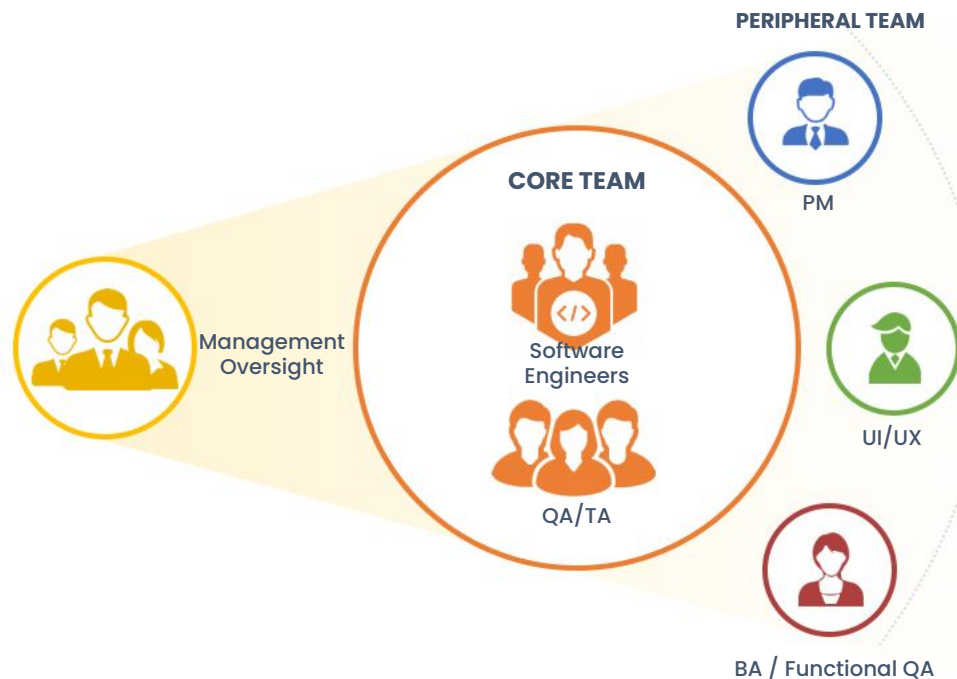 PERIPHERAL TEAM
PM
CORE TEAM
</>
Software
Engineers
Management
Oversight
UI/UX
QA/TA
BA / Functional QA